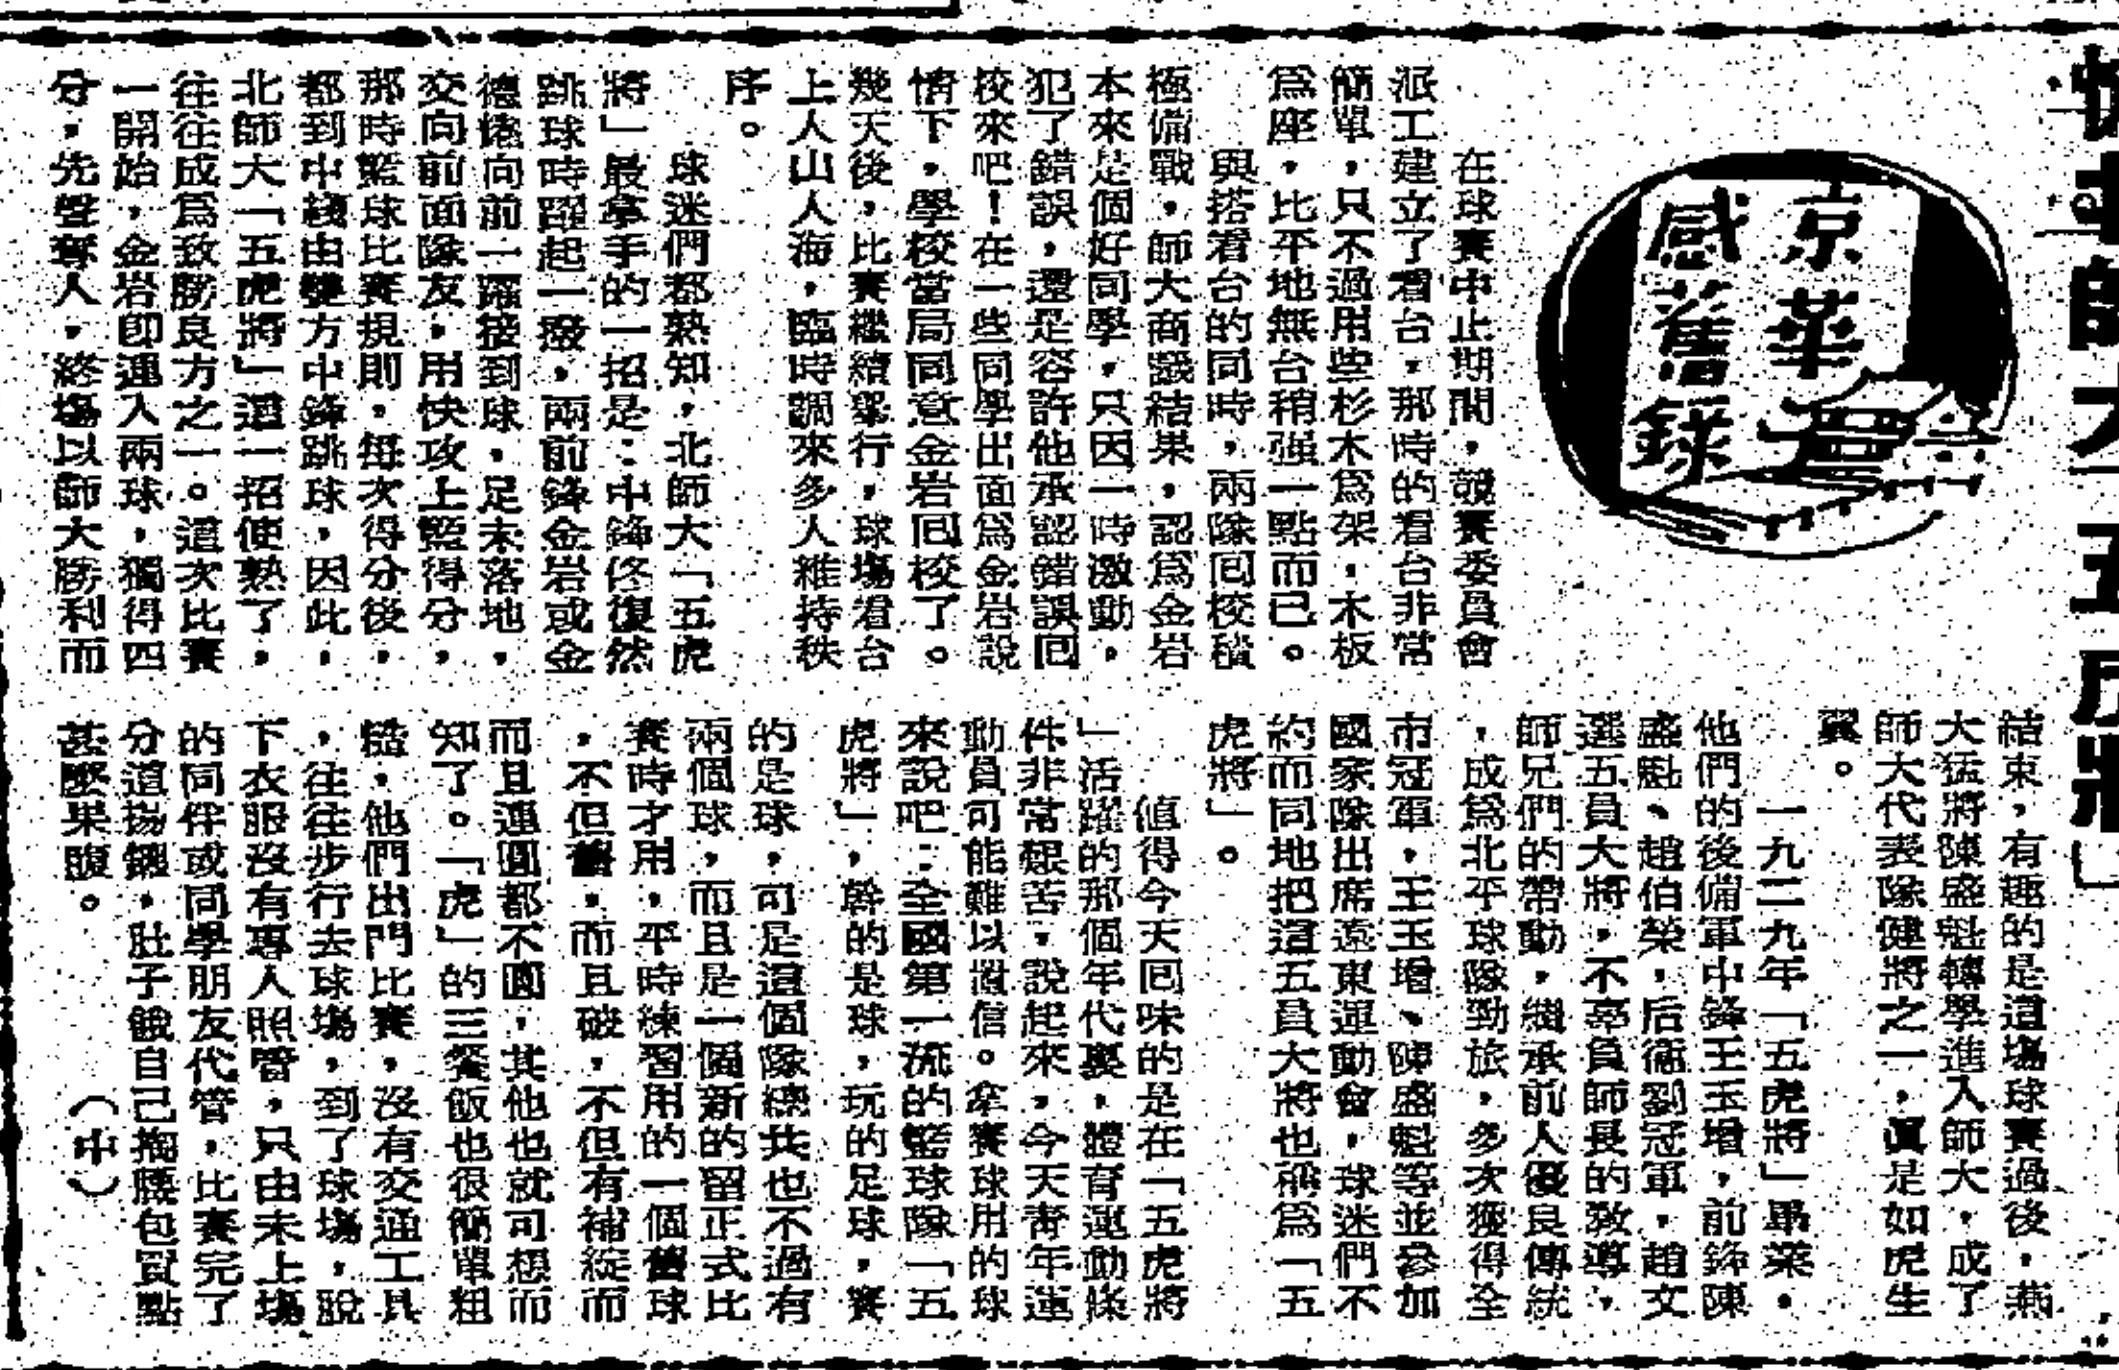 師大「五虎將」
京華
感舊錄
在球賽中止期間，競賽委員會
派工建立了看台，那時的看台非常
簡單，只不過用些杉木為架，木板
為座，比平地無台稍强一點而已。
與搭看台的同時，兩隊回校積
極備戰，師大商議結果，認為金岩
本來是個好同學，只因一時激動，
犯了錯誤，還是容許他承認錯誤回
校來吧！在一些同學出面為金岩說
情下，學校當局同意金岩回校了。
幾天後，比賽繼續舉行，球場看台
上人山人海，臨時調來多人維持秩
序。
球迷們都熟知，北師大「五虎
將」最拿手的一招是：中鋒佟復然
跳球時躍起一撥，兩前鋒金岩或金
德倦向前一躍接到球，足未落地，
交向前面隊友，用快攻上籃得分，
那時籃球比賽規則，每次得分後，
都到中綫由雙方中鋒跳球，因此，
北師大「五虎將」這一招使熟了，
往往成為致勝良方之一。這次比賽
一開始，金岩卽運入兩球，獨得四
分，先聲奪人，終場以師大勝利而
結束，有趣的是這場球賽過後，燕
大猛將陳盛魁轉學進入師大，成了
師大代表隊健將之一，眞是如虎生
翼。
一九二九年「五虎將」畢業，
他們的後備軍中鋒王玉增，前鋒陳
盛魁、趙伯榮，后衞劉冠軍，趙文
選五員大將，不辜負師長的敎導，
師兄們的帶動，繼承前人優良傳統
，成為北平球隊勁旅，多次獲得全
市冠軍，王玉增、陳盛魁等並參加
國家隊出席遠東運動會，球迷們不
約而同地把這五員大將也稱為「五
虎將」。
値得今天回味的是在「五虎將
」活躍的那個年代裏，體育運動條
件非常艱苦，說起來，今天靑年運
動員可能難以置信。拿賽球用的球
來說吧：全國第一流的籃球隊「五
虎將」，幹的是球，玩的足球，賽
的是球，可是這個隊總共也不過有
兩個球，而且是一個新的留正式比
賽時才用，平時練習用的一個舊球
，不但舊，而且破，不但有補綻而
而且連圓都不圓，其他也就可想而
知了。「虎」的三餐飯也很簡單粗
糙，他們出門比賽，沒有交通工具
，往往步行去球場，到了球場，脫
下衣服沒有專人照管，只由未上場
的同伴或同學朋友代管，比賽完了
分道揚鑣，肚子餓自己掏腰包買點
甚麼果腹。
（中）